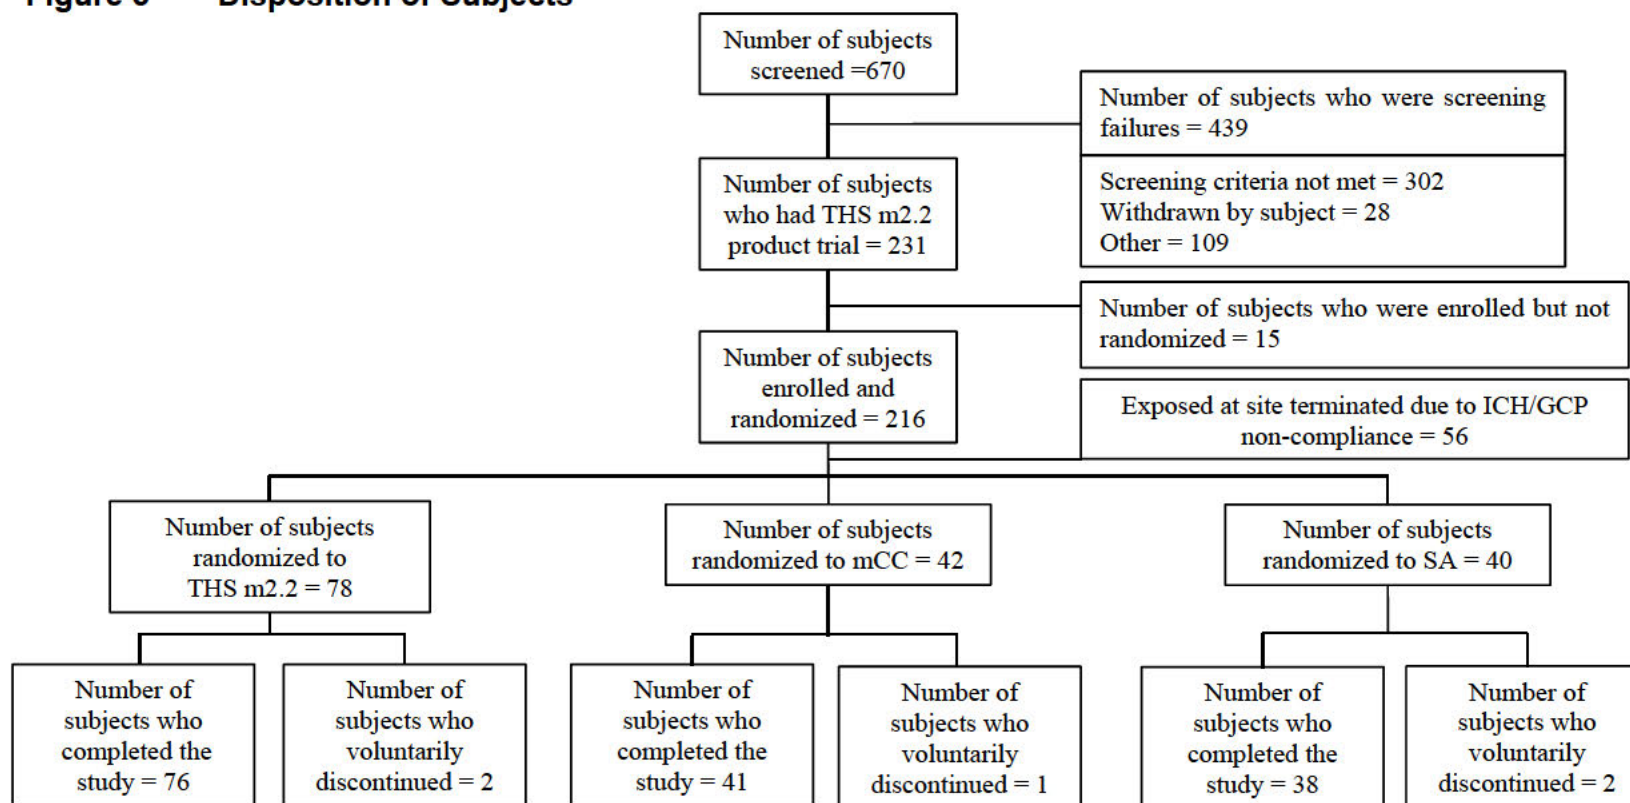 Figure 6 Disposition of Subjects
Number of subjects
screened =670
Number of subjects who were screening
failures = 439
Screening criteria not met = 302
Withdrawn by subject = 28
Other = 109
Number of subjects
who had THS m2.2
product trial = 231
Number of subjects who were enrolled but not
randomized = 15
Number of subjects
enrolled and
randomized = 216
Exposed at site terminated due to ICH/GCP
non-compliance = 56
Number of subjects
randomized to
THS m2.2 = 78
Number of subjects
randomized to mCC = 42
Number of subjects
randomized to SA = 40
Number of
subjects who
completed the
study = 76
Number of
subjects who
voluntarily
discontinued = 2
Number of
subjects who
completed the
study = 41
Number of
subjects who
voluntarily
discontinued = 1
Number of
subjects who
completed the
study = 38
Number of
subjects who
voluntarily
discontinued = 2